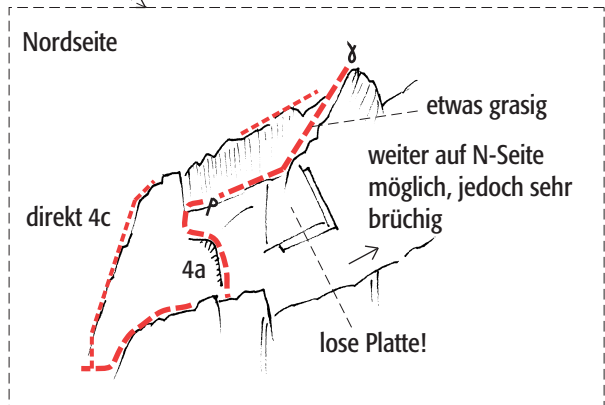 Nordseite
etwas grasig
weiter auf N-Seite
möglich, jedoch sehr
brüchig
direkt 4c
4a
lose Platte!